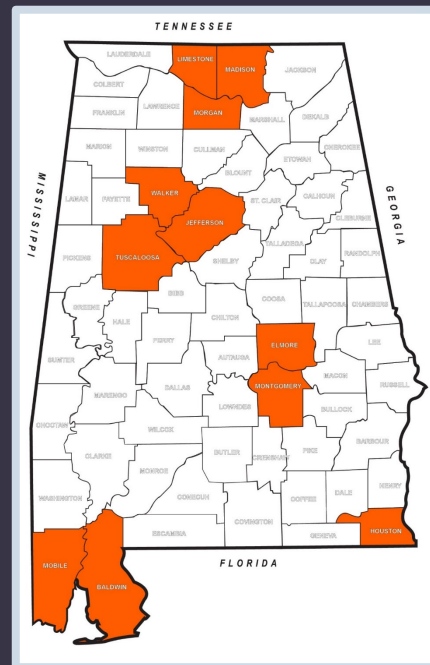 TENNESSEE
LAUDERDALE
LIMESTONE
MADISON
JACKSON
COLBERT
LAWRENCE
FRANKLIN
MORGAN
MARSHALL
DEKALB
MARION
WINSTON
CULLMAN
CHEROKEE
ETOWAH
BLOUNT
MISSISSIPPI
GEORGIA
LAMAR
FAYETTE
WALKER
ST. CLAIR
CALHOUN
CLEBURNE
JEFFERSON
PICKENS
TUSCALOOSA
SHELBY
TALLADEGA
CLAY
RANDOLPH
BIBB
GREENE
HALE
PERRY
CHILTON
COOSA
TALLAPOOSA
CHAMBERS
SUMTER
AUTAUGA
ELMORE
LEE
MACON
RUSSELL
MARENGO
DALLAS
LOWNDES
MONTGOMERY
BULLOCK
CHOCTAW
WILCOX
CLARKE
BUTLER
CRENSHAW
PIKE
BARBOUR
MONROE
WASHINGTON
CONECUH
COFFEE
DALE
HENRY
ESCAMBIA
COVINGTON
GENEVA
HOUSTON
MOBILE
BALDWIN
FLORIDA